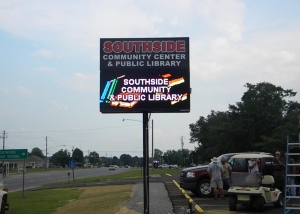 SOUTHSIDE
COMMUNITY CENTER
& PUBLIC LIBRARY
SOUTHSIDE
COMMUNITY
& PUBLIC LIBRARY